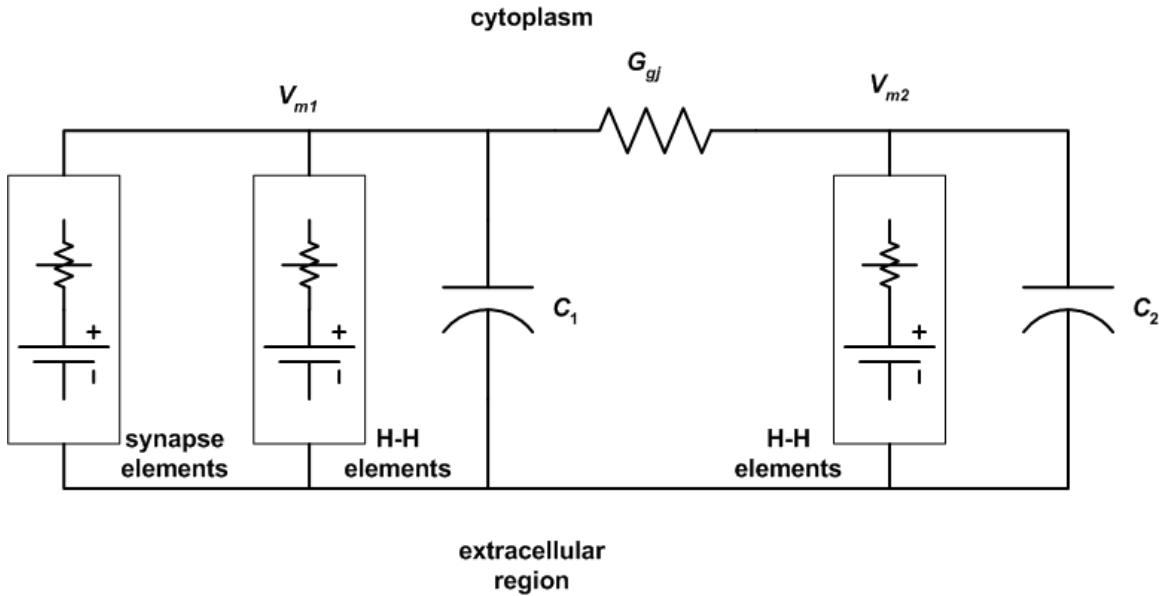 cytoplasm
G_gj
V_m1
V_m2
+
+
+
C_1
C_2
synapse
elements
H-H
elements
H-H
elements
extracellular
region